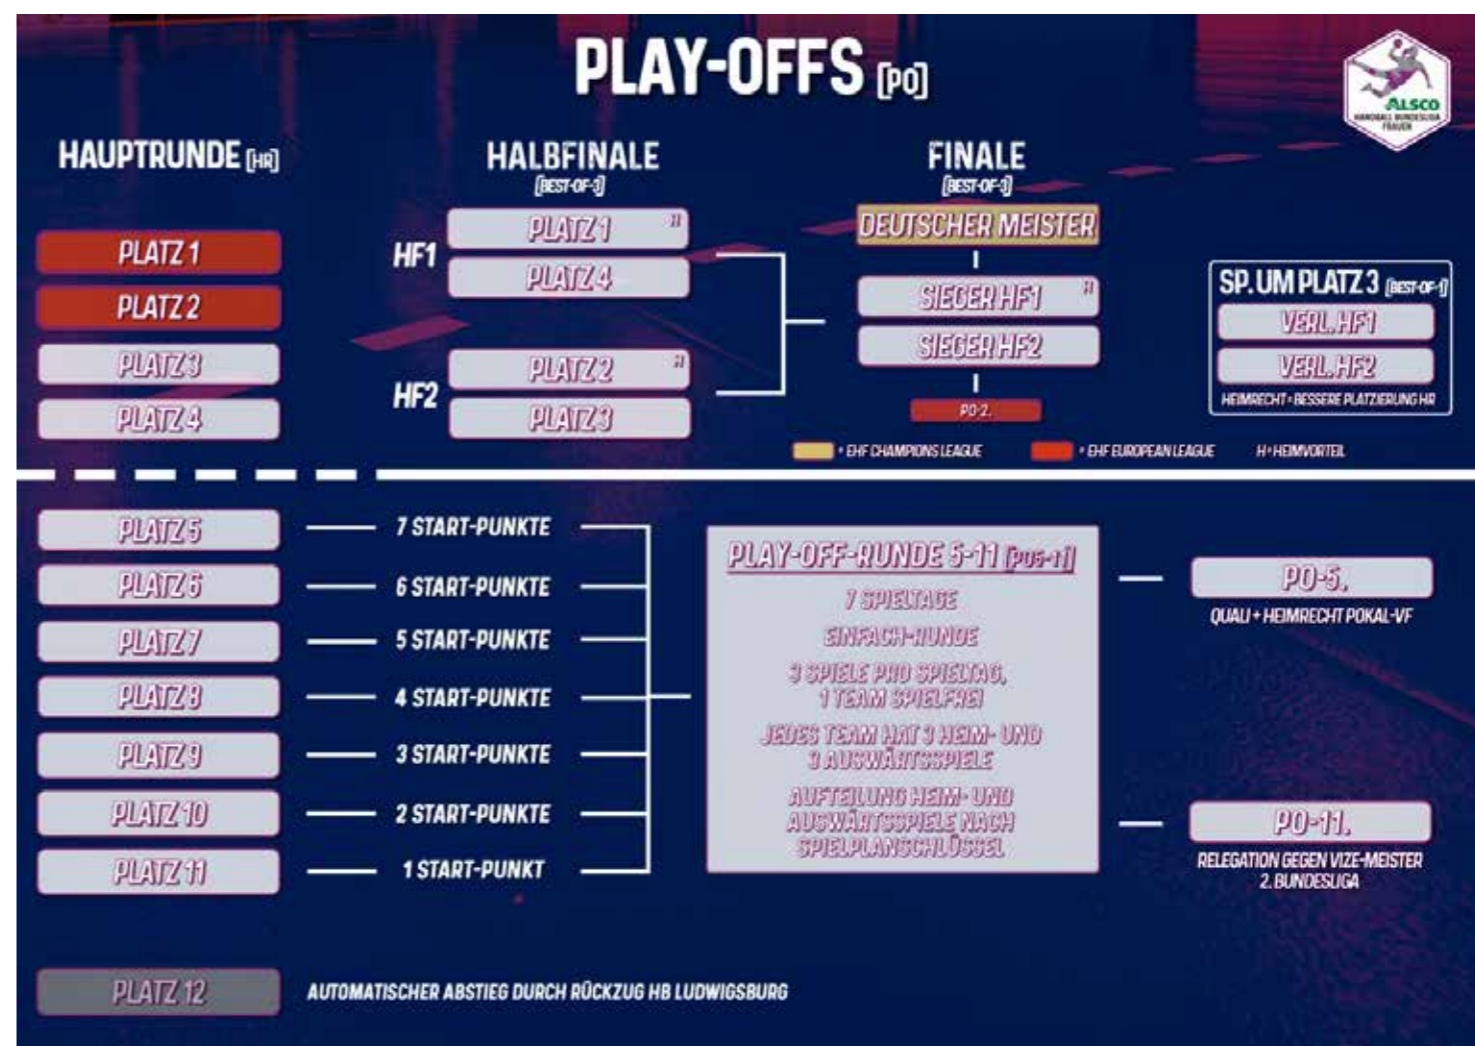 PLAY-OFFS [PO]
ALSCO
HANDBALL BUNDESLIGA
FRAUEN
HAUPTRUNDE [HR]
PLATZ 1
PLATZ 2
PLATZ 3
PLATZ 4
HALBFINALE
[BEST-OF-3]
HF1
PLATZ 1 H
PLATZ 4
HF2
PLATZ 2 H
PLATZ 3
FINALE
[BEST-OF-3]
DEUTSCHER MEISTER
SIEGER HF1 H
SIEGER HF2
PO-2.
SP. UM PLATZ 3 [BEST-OF-1]
VERL. HF1
VERL. HF2
HEIMRECHT = BESSERE PLATZIERUNG HR
= EHF CHAMPIONS LEAGUE
= EHF EUROPEAN LEAGUE
H = HEIMVORTEIL
PLATZ 5 7 START-PUNKTE
PLATZ 6 6 START-PUNKTE
PLATZ 7 5 START-PUNKTE
PLATZ 8 4 START-PUNKTE
PLATZ 9 3 START-PUNKTE
PLATZ 10 2 START-PUNKTE
PLATZ 11 1 START-PUNKT
PLAY-OFF-RUNDE 5-11 [PO5-11]
7 SPIELTAGE
EINFACH-RUNDE
3 SPIELE PRO SPIELTAG,
1 TEAM SPIELFREI
JEDES TEAM HAT 3 HEIM- UND
3 AUSWÄRTSSPIELE
AUFTEILUNG HEIM- UND
AUSWÄRTSSPIELE NACH
SPIELPLANSCHLÜSSEL
PO-5.
QUALI + HEIMRECHT POKAL-VF
PO-11.
RELEGATION GEGEN VIZE-MEISTER
2. BUNDESLIGA
PLATZ 12 AUTOMATISCHER ABSTIEG DURCH RÜCKZUG HB LUDWIGSBURG